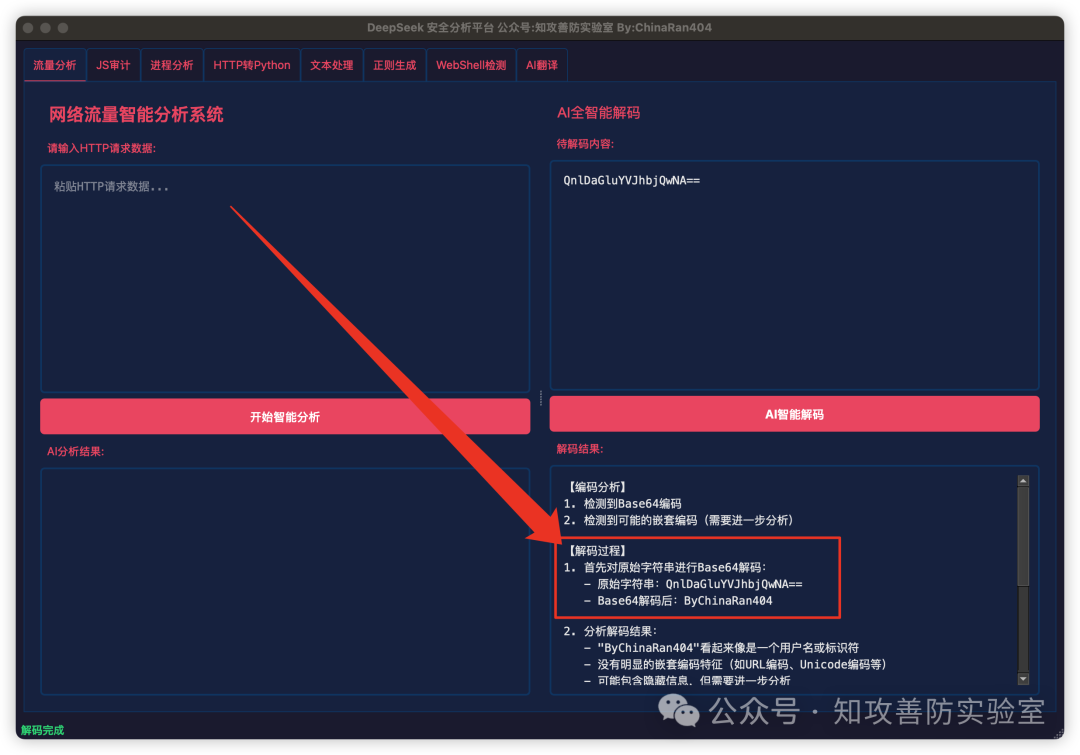 DeepSeek 安全分析平台 公众号:知攻善防实验室 By:ChinaRan404
流量分析 JS审计 进程分析 HTTP转Python 文本处理 正则生成 WebShell检测 AI翻译
网络流量智能分析系统
请输入HTTP请求数据:
粘贴HTTP请求数据...
开始智能分析
AI分析结果:
AI全智能解码
待解码内容:
QnlDaGluYVJhbjQwNA==
AI智能解码
解码结果:
【编码分析】
1. 检测到Base64编码
2. 检测到可能的嵌套编码（需要进一步分析）
【解码过程】
1. 首先对原始字符串进行Base64解码:
- 原始字符串: QnlDaGluYVJhbjQwNA==
- Base64解码后: ByChinaRan404
2. 分析解码结果:
- "ByChinaRan404"看起来像是一个用户名或标识符
- 没有明显的嵌套编码特征（如URL编码、Unicode编码等）
- 可能包含隐藏信息，但需要进一步分析
公众号 · 知攻善防实验室
解码完成